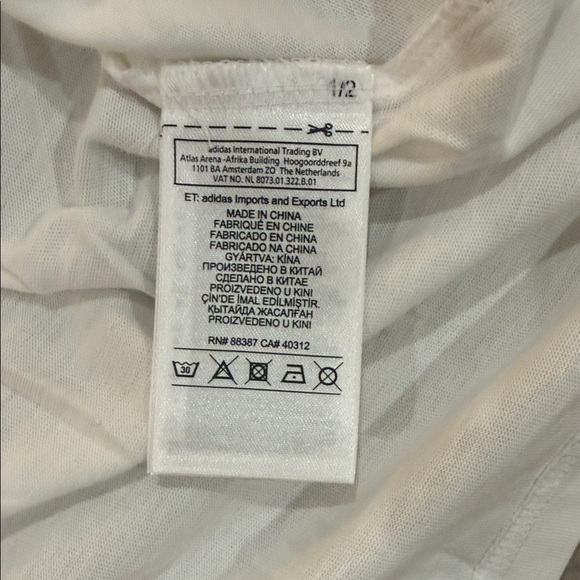 1/2
adidas International Trading BV
Atlas Arena -Afrika Building Hoogoorddreef 9a
1101 BA Amsterdam ZO The Netherlands
VAT NO. NL 8073.01.322.B.01
ET: adidas Imports and Exports Ltd
MADE IN CHINA
FABRIQUÉ EN CHINE
FABRICADO EN CHINA
FABRICADO NA CHINA
GYÁRTVA: KÍNA
ПРОИЗВЕДЕНО В КИТАЙ
СДЕЛАНО В КИТАЕ
PROIZVEDENO U KINI
ÇİN'DE İMAL EDİLMİŞTİR.
ҚЫТАЙДА ЖАСАЛҒАН
PROIZVEDENO U KINI
RN# 88387 CA# 40312
30